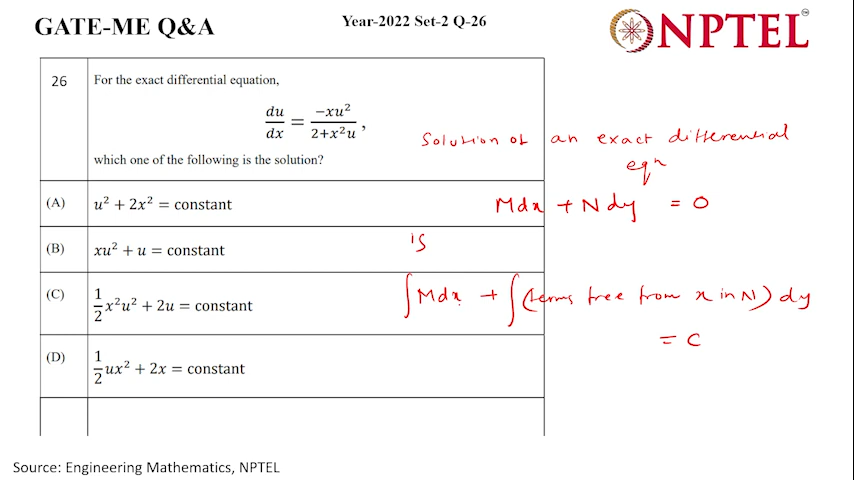 GATE-ME Q&A
Year-2022 Set-2 Q-26
NPTEL
26
For the exact differential equation,
du/dx = −xu²/2+x²u ,
which one of the following is the solution?
(A) u² + 2x² = constant
(B) xu² + u = constant
(C) 1/2 x²u² + 2u = constant
(D) 1/2 ux² + 2x = constant
Solution of an exact differential
eqn
Mdx + Ndy = 0
is
∫Mdx + ∫(terms free from x in N) dy
= C
Source: Engineering Mathematics, NPTEL